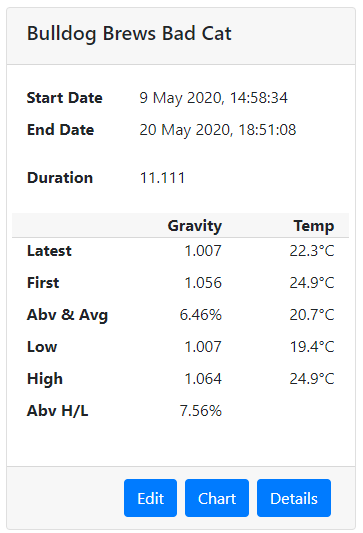 Bulldog Brews Bad Cat
Start Date 9 May 2020, 14:58:34
End Date 20 May 2020, 18:51:08
Duration 11.111
Gravity Temp
Latest 1.007 22.3°C
First 1.056 24.9°C
Abv & Avg 6.46% 20.7°C
Low 1.007 19.4°C
High 1.064 24.9°C
Abv H/L 7.56%
Edit Chart Details